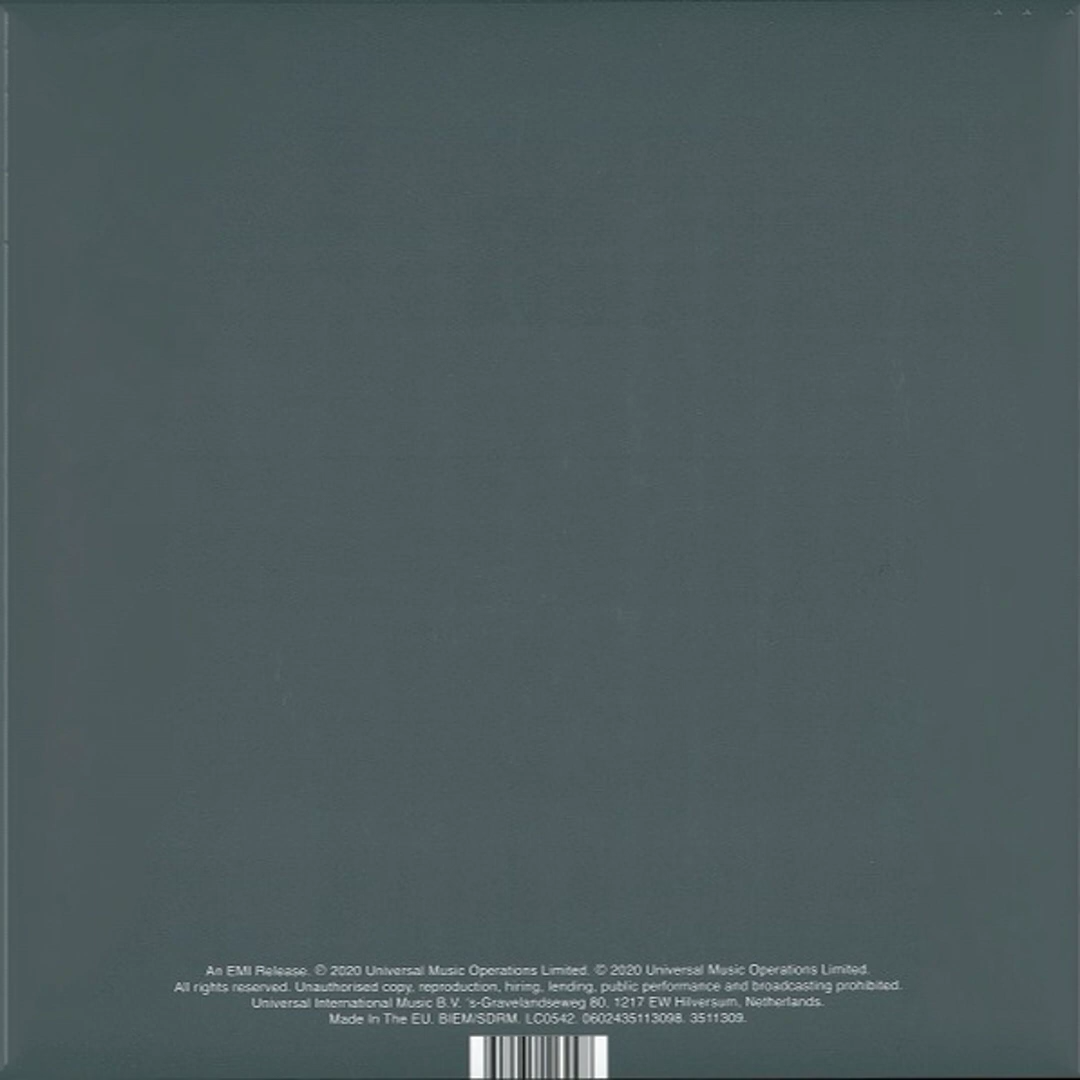 An EMI Release. ℗ 2020 Universal Music Operations Limited. © 2020 Universal Music Operations Limited.
All rights reserved. Unauthorised copy, reproduction, hiring, lending, public performance and broadcasting prohibited.
Universal International Music B.V. 's-Gravelandseweg 80. 1217 EW Hilversum, Netherlands.
Made In The EU. BIEM/SDRM. LC0542. 0602435113098. 3511309.